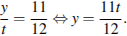 y/t = 11/12 ⇔ y = 11t/12.